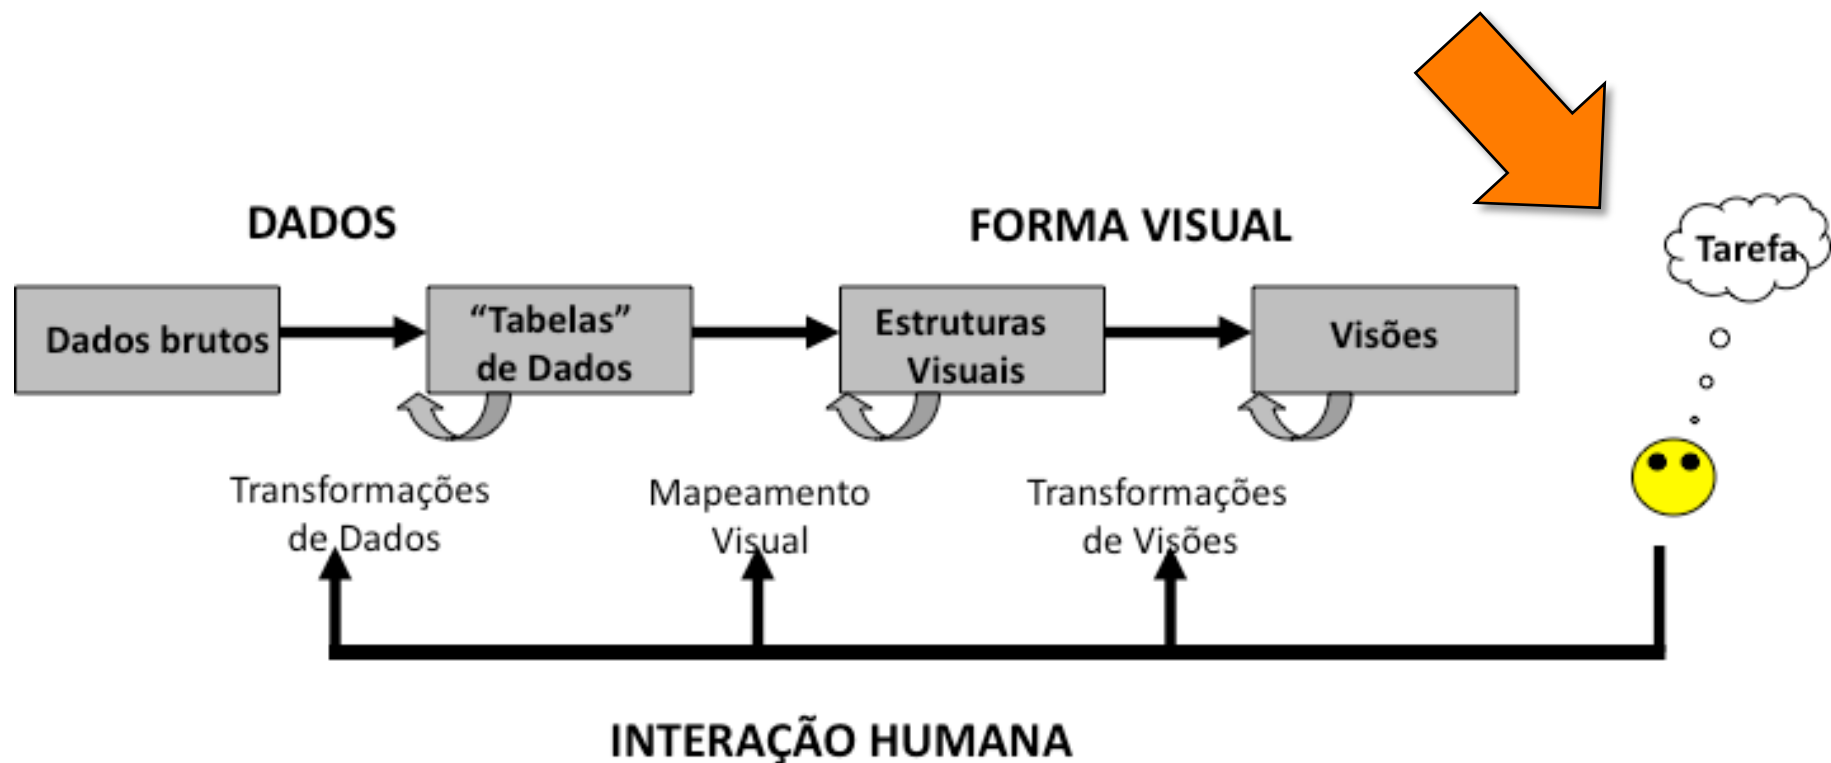 DADOS
FORMA VISUAL
Tarefa
Dados brutos
“Tabelas”
de Dados
Estruturas
Visuais
Visões
Transformações
de Dados
Mapeamento
Visual
Transformações
de Visões
INTERAÇÃO HUMANA